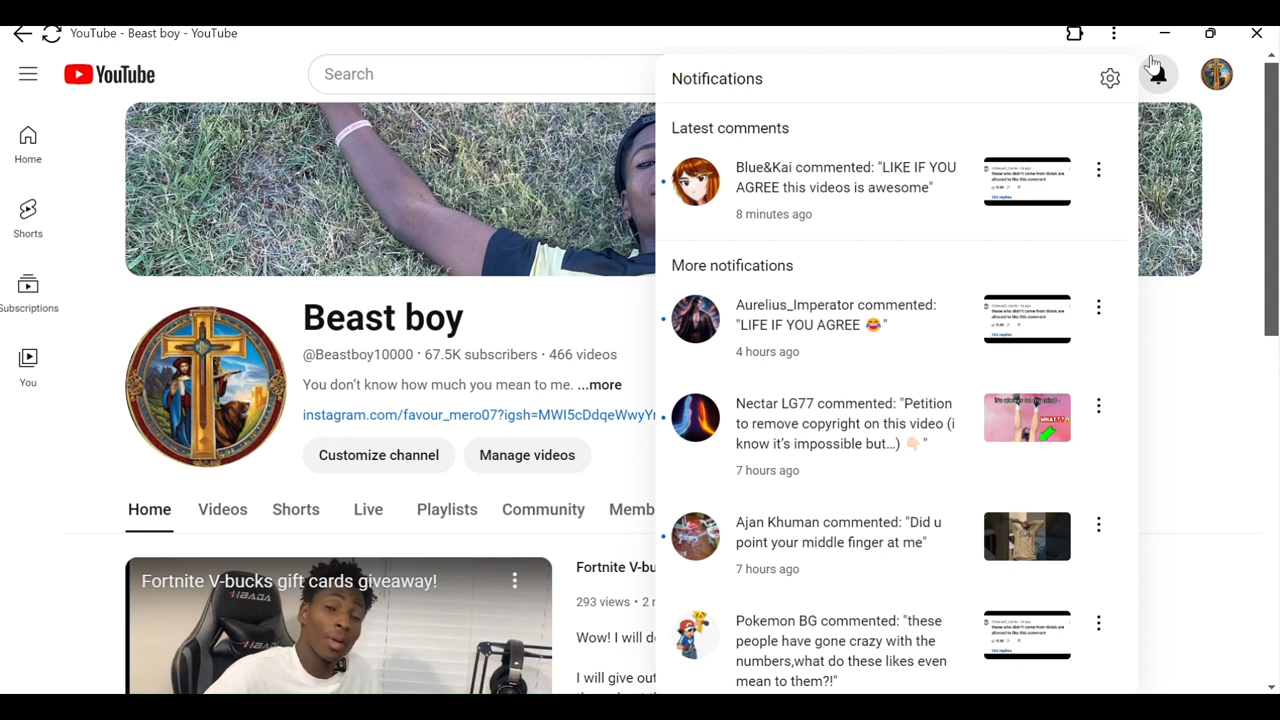 YouTube - Beast boy - YouTube
YouTube
Search
Notifications
Home
Shorts
Subscriptions
You
Latest comments
Blue&Kai commented: "LIKE IF YOU
AGREE this videos is awesome"
8 minutes ago
More notifications
Aurelius_Imperator commented:
"LIFE IF YOU AGREE 😂"
4 hours ago
Nectar LG77 commented: "Petition
to remove copyright on this video (i
know it's impossible but...) 👇🏻"
7 hours ago
Ajan Khuman commented: "Did u
point your middle finger at me"
7 hours ago
Pokemon BG commented: "these
people have gone crazy with the
numbers,what do these likes even
mean to them?!"
Beast boy
@Beastboy10000 · 67.5K subscribers · 466 videos
You don't know how much you mean to me. ...more
instagram.com/favour_mero07?igsh=MWI5cDdqeWwyYr
Customize channel
Manage videos
Home
Videos
Shorts
Live
Playlists
Community
Memb
Fortnite V-bucks gift cards giveaway!
IBADA
Fortnite V-bu
293 views · 2 r
Wow! I will d
I will give out
WHAT??